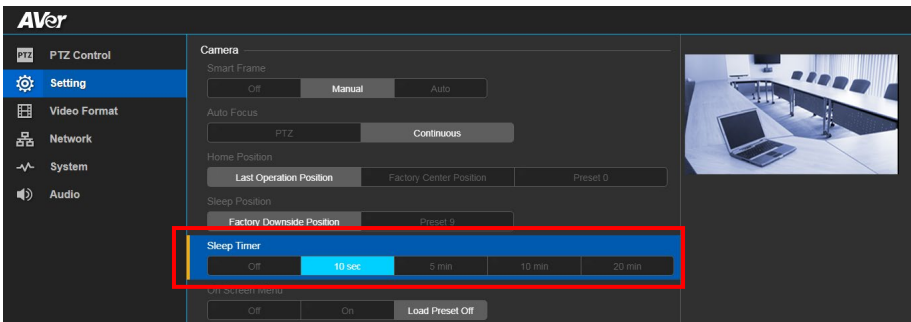 AVer
PTZ PTZ Control
Setting
Video Format
Network
System
Audio
Camera
Smart Frame
Off Manual Auto
Auto Focus
PTZ Continuous
Home Position
Last Operation Position Factory Center Position Preset 0
Sleep Position
Factory Downside Position Preset 9
Sleep Timer
Off 10 sec 5 min 10 min 20 min
On Screen Menu
Off On Load Preset Off